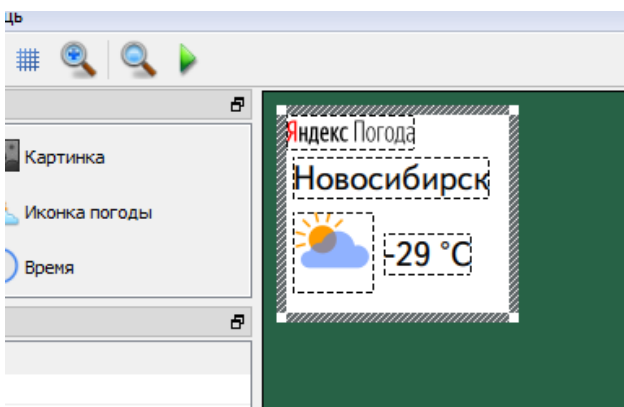 Картинка
Иконка погоды
Время
Яндекс Погода
Новосибирск
-29 °C